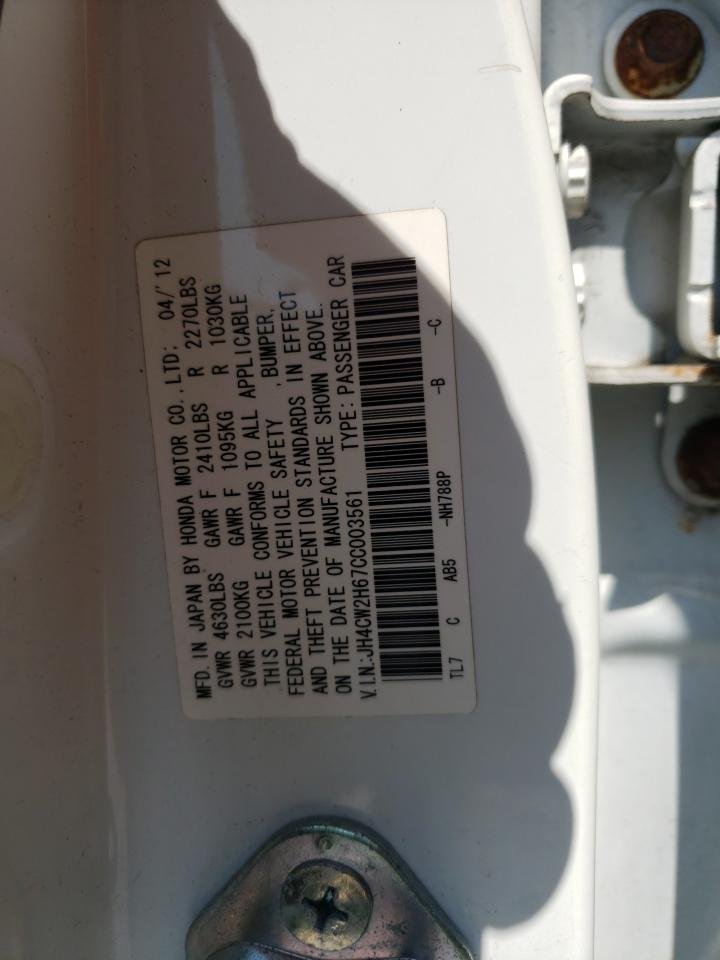 MFD. IN JAPAN BY HONDA MOTOR CO., LTD; 04/'12
GVWR 4630LBS GAWR F 2410LBS R 2270LBS
GVWR 2100KG GAWR F 1095KG R 1030KG
THIS VEHICLE CONFORMS TO ALL APPLICABLE
FEDERAL MOTOR VEHICLE SAFETY , BUMPER,
AND THEFT PREVENTION STANDARDS IN EFFECT
ON THE DATE OF MANUFACTURE SHOWN ABOVE.
V.I.N.:JH4CW2H67CC003561 TYPE:PASSENGER CAR
TL7 C AB5 -NH788P -B -C